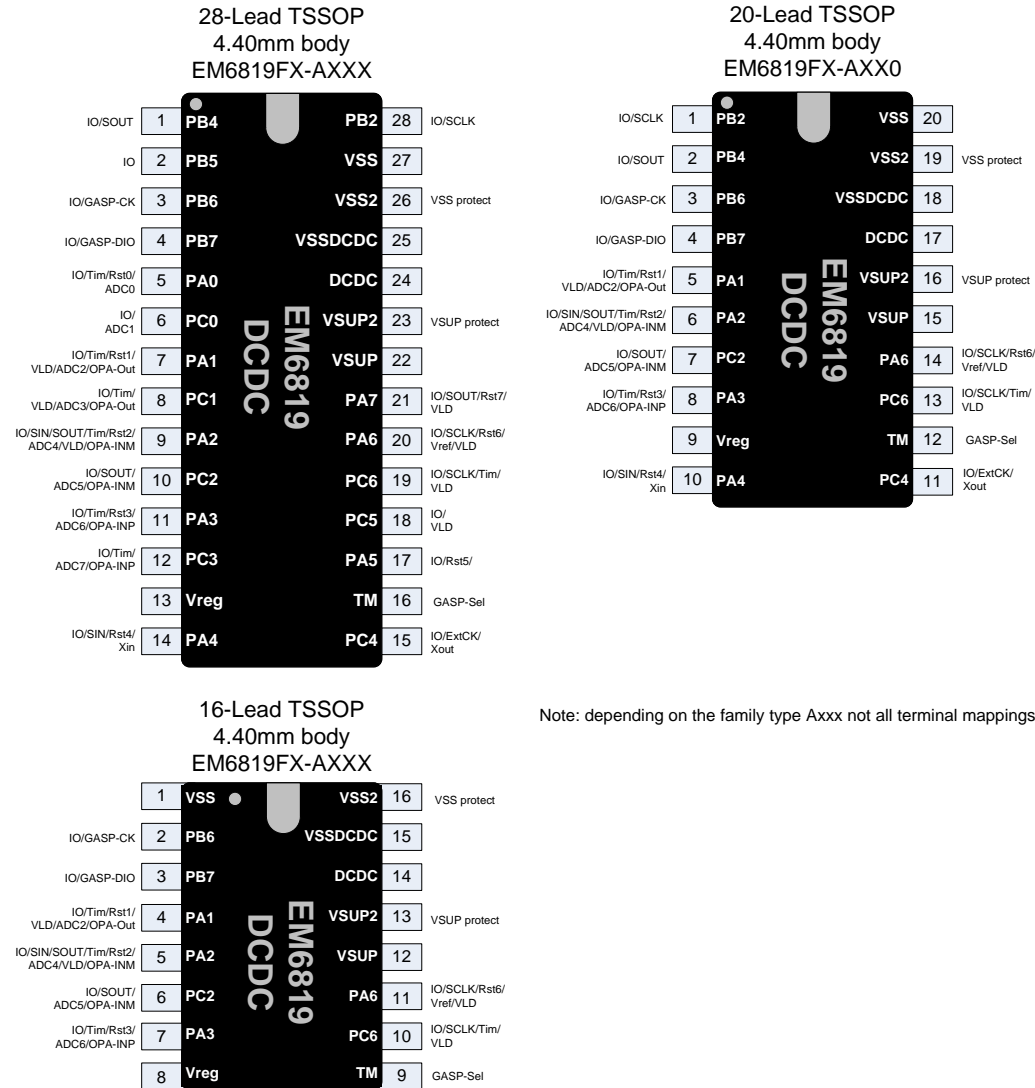 28-Lead TSSOP
4.40mm body
EM6819FX-AXXX
IO/SOUT 1 PB4 PB2 28 IO/SCLK
IO 2 PB5 VSS 27
IO/GASP-CK 3 PB6 VSS2 26 VSS protect
IO/GASP-DIO 4 PB7 VSSDCDC 25
IO/Tim/Rst0/
ADC0 5 PA0 DCDC 24
IO/
ADC1 6 PC0 VSUP2 23 VSUP protect
IO/Tim/Rst1/
VLD/ADC2/OPA-Out 7 PA1 VSUP 22
IO/Tim/
VLD/ADC3/OPA-Out 8 PC1 PA7 21 IO/SOUT/Rst7/
VLD
IO/SIN/SOUT/Tim/Rst2/
ADC4/VLD/OPA-INM 9 PA2 PA6 20 IO/SCLK/Rst6/
Vref/VLD
IO/SOUT/
ADC5/OPA-INM 10 PC2 PC6 19 IO/SCLK/Tim/
VLD
IO/Tim/Rst3/
ADC6/OPA-INP 11 PA3 PC5 18 IO/
VLD
IO/Tim/
ADC7/OPA-INP 12 PC3 PA5 17 IO/Rst5/
13 Vreg TM 16 GASP-Sel
IO/SIN/Rst4/
Xin 14 PA4 PC4 15 IO/ExtCK/
Xout
EM6819
DCDC
20-Lead TSSOP
4.40mm body
EM6819FX-AXX0
IO/SCLK 1 PB2 VSS 20
IO/SOUT 2 PB4 VSS2 19 VSS protect
IO/GASP-CK 3 PB6 VSSDCDC 18
IO/GASP-DIO 4 PB7 DCDC 17
IO/Tim/Rst1/
VLD/ADC2/OPA-Out 5 PA1 VSUP2 16 VSUP protect
IO/SIN/SOUT/Tim/Rst2/
ADC4/VLD/OPA-INM 6 PA2 VSUP 15
IO/SOUT/
ADC5/OPA-INM 7 PC2 PA6 14 IO/SCLK/Rst6/
Vref/VLD
IO/Tim/Rst3/
ADC6/OPA-INP 8 PA3 PC6 13 IO/SCLK/Tim/
VLD
9 Vreg TM 12 GASP-Sel
IO/SIN/Rst4/
Xin 10 PA4 PC4 11 IO/ExtCK/
Xout
EM6819
DCDC
16-Lead TSSOP
4.40mm body
EM6819FX-AXXX
1 VSS VSS2 16 VSS protect
IO/GASP-CK 2 PB6 VSSDCDC 15
IO/GASP-DIO 3 PB7 DCDC 14
IO/Tim/Rst1/
VLD/ADC2/OPA-Out 4 PA1 VSUP2 13 VSUP protect
IO/SIN/SOUT/Tim/Rst2/
ADC4/VLD/OPA-INM 5 PA2 VSUP 12
IO/SOUT/
ADC5/OPA-INM 6 PC2 PA6 11 IO/SCLK/Rst6/
Vref/VLD
IO/Tim/Rst3/
ADC6/OPA-INP 7 PA3 PC6 10 IO/SCLK/Tim/
VLD
8 Vreg TM 9 GASP-Sel
EM6819
DCDC
Note: depending on the family type Axxx not all terminal mappings